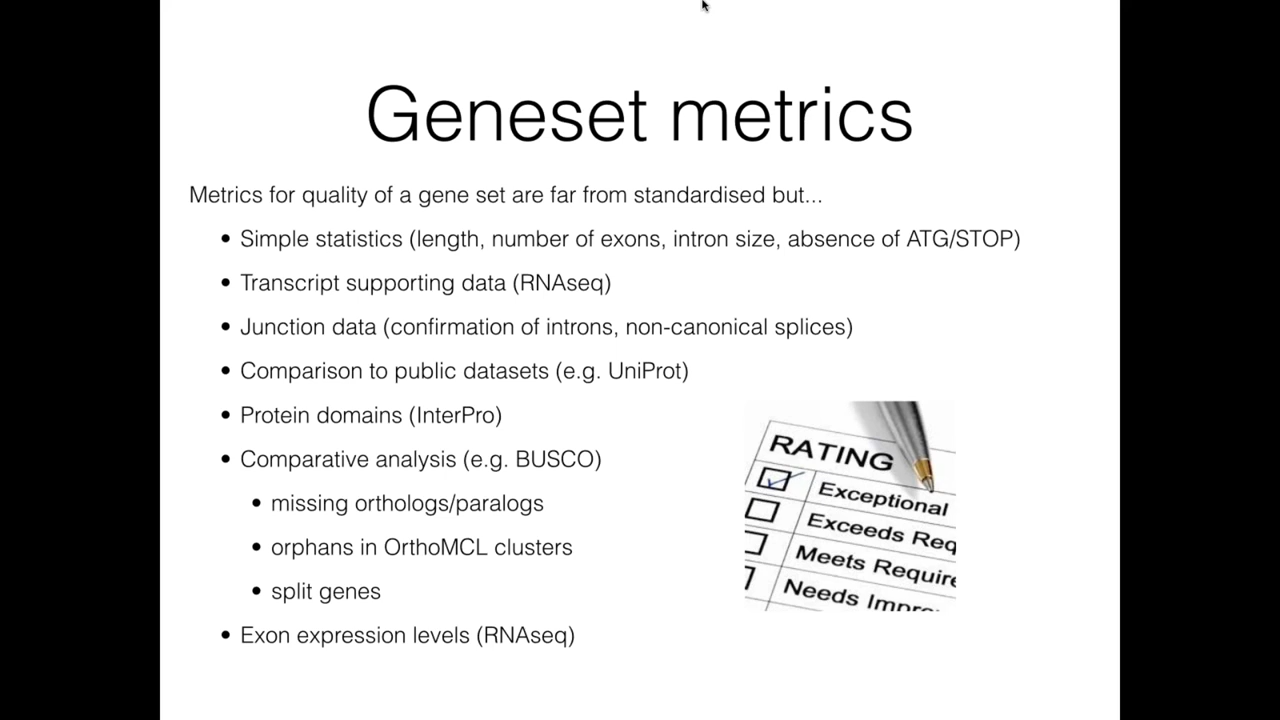 Geneset metrics
Metrics for quality of a gene set are far from standardised but...
• Simple statistics (length, number of exons, intron size, absence of ATG/STOP)
• Transcript supporting data (RNAseq)
• Junction data (confirmation of introns, non-canonical splices)
• Comparison to public datasets (e.g. UniProt)
• Protein domains (InterPro)
• Comparative analysis (e.g. BUSCO)
• missing orthologs/paralogs
• orphans in OrthoMCL clusters
• split genes
• Exon expression levels (RNAseq)
RATING
Exceptional
Exceeds Req
Meets Require
Needs Impr